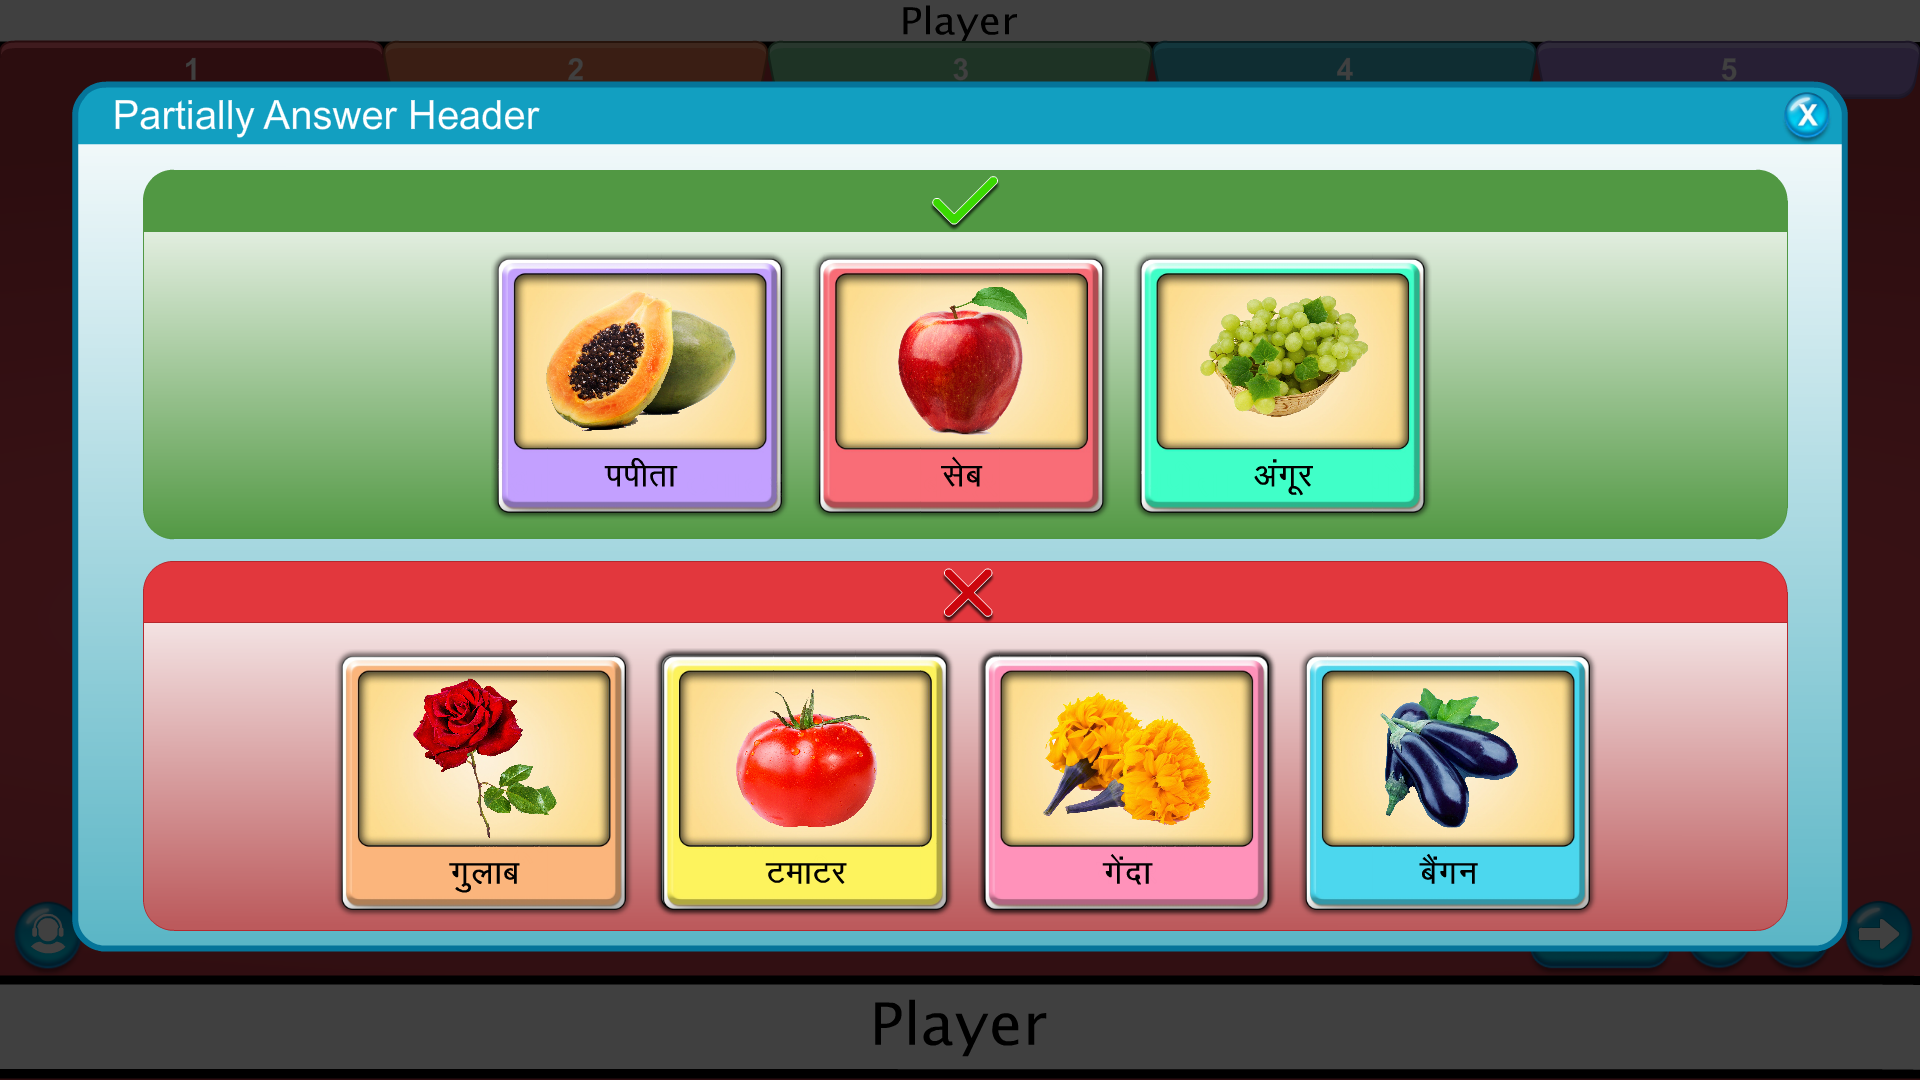 Player
1
2
3
4
5
Partially Answer Header
X
पपीता
सेब
अंगूर
गुलाब
टमाटर
गेंदा
बैंगन
Player